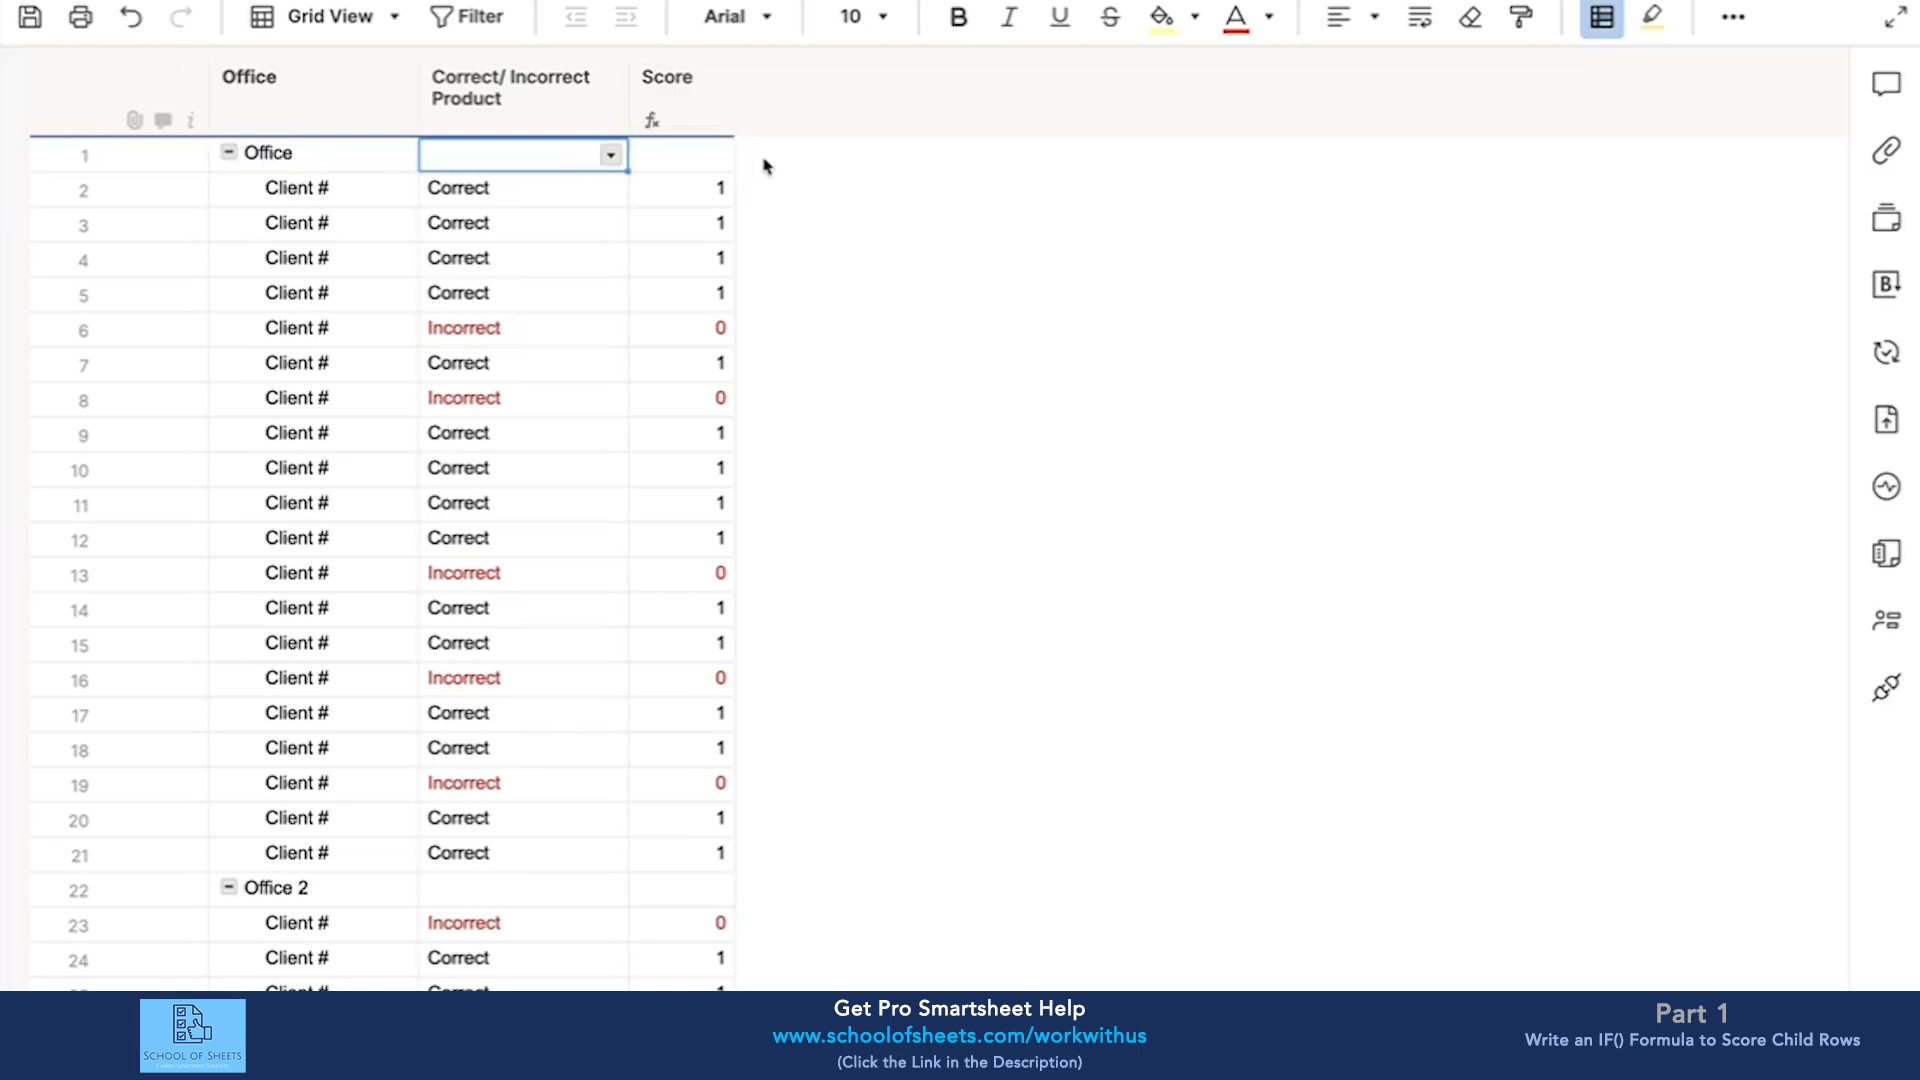 Grid View Filter Arial 10 B I U S A
Office Correct/ Incorrect Product Score
fx
1 Office
2 Client # Correct 1
3 Client # Correct 1
4 Client # Correct 1
5 Client # Correct 1
6 Client # Incorrect 0
7 Client # Correct 1
8 Client # Incorrect 0
9 Client # Correct 1
10 Client # Correct 1
11 Client # Correct 1
12 Client # Correct 1
13 Client # Incorrect 0
14 Client # Correct 1
15 Client # Correct 1
16 Client # Incorrect 0
17 Client # Correct 1
18 Client # Correct 1
19 Client # Incorrect 0
20 Client # Correct 1
21 Client # Correct 1
22 Office 2
23 Client # Incorrect 0
24 Client # Correct 1
SCHOOL OF SHEETS
Get Pro Smartsheet Help
www.schoolofsheets.com/workwithus
(Click the Link in the Description)
Part 1
Write an IF() Formula to Score Child Rows